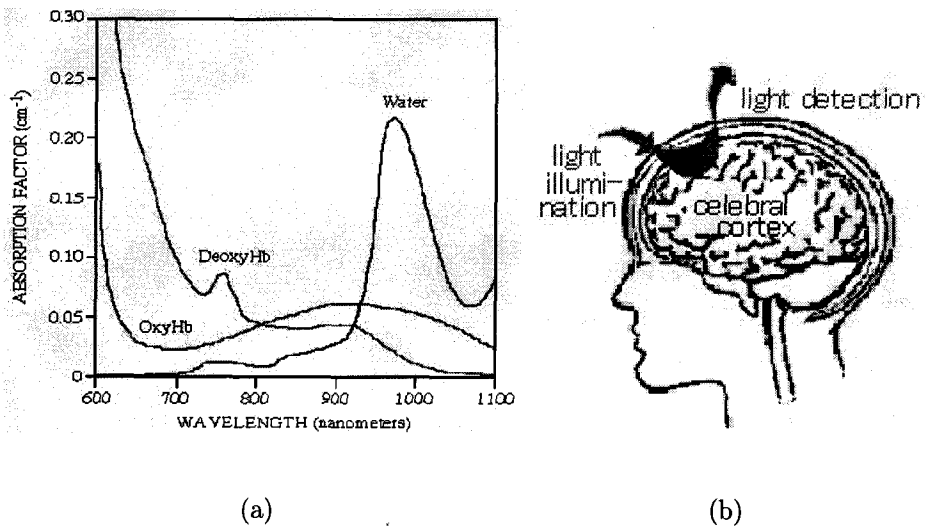 0.30
0.25
0.20
0.15
0.10
0.05
0
ABSORPTION FACTOR (cm-1)
Water
DeoxyHb
OxyHb
600
700
800
900
1000
1100
WAVELENGTH (nanometers)
light detection
light
illumi-
nation
celebral
cortex
(a)
(b)